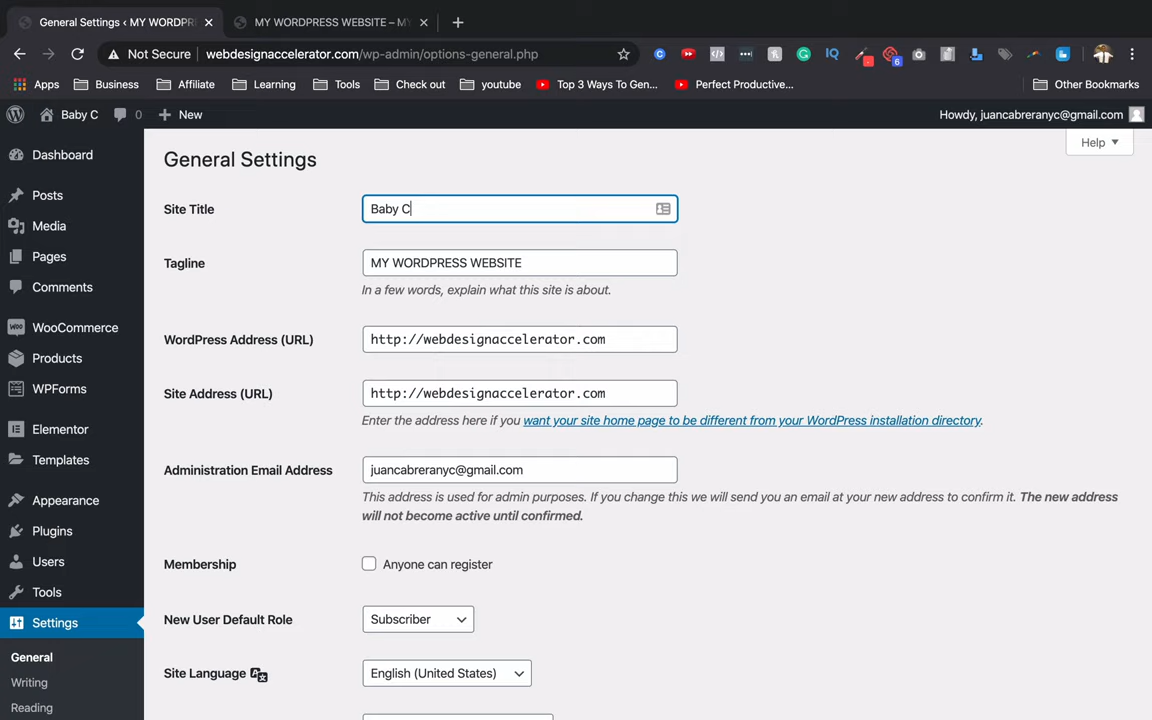 General Settings ‹ MY WORDPR
MY WORDPRESS WEBSITE – MY
Not Secure
webdesignaccelerator.com/wp-admin/options-general.php
IQ
6
Apps
Business
Affiliate
Learning
Tools
Check out
youtube
Top 3 Ways To Gen...
Perfect Productive...
Other Bookmarks
Baby C
0
New
Howdy, juancabreranyc@gmail.com
Help
Dashboard
Posts
Media
Pages
Comments
WooCommerce
Products
WPForms
Elementor
Templates
Appearance
Plugins
Users
Tools
Settings
General
Writing
Reading
General Settings
Site Title
Baby C
Tagline
MY WORDPRESS WEBSITE
In a few words, explain what this site is about.
WordPress Address (URL)
http://webdesignaccelerator.com
Site Address (URL)
http://webdesignaccelerator.com
Enter the address here if you want your site home page to be different from your WordPress installation directory.
Administration Email Address
juancabreranyc@gmail.com
This address is used for admin purposes. If you change this we will send you an email at your new address to confirm it. The new address
will not become active until confirmed.
Membership
Anyone can register
New User Default Role
Subscriber
Site Language
English (United States)